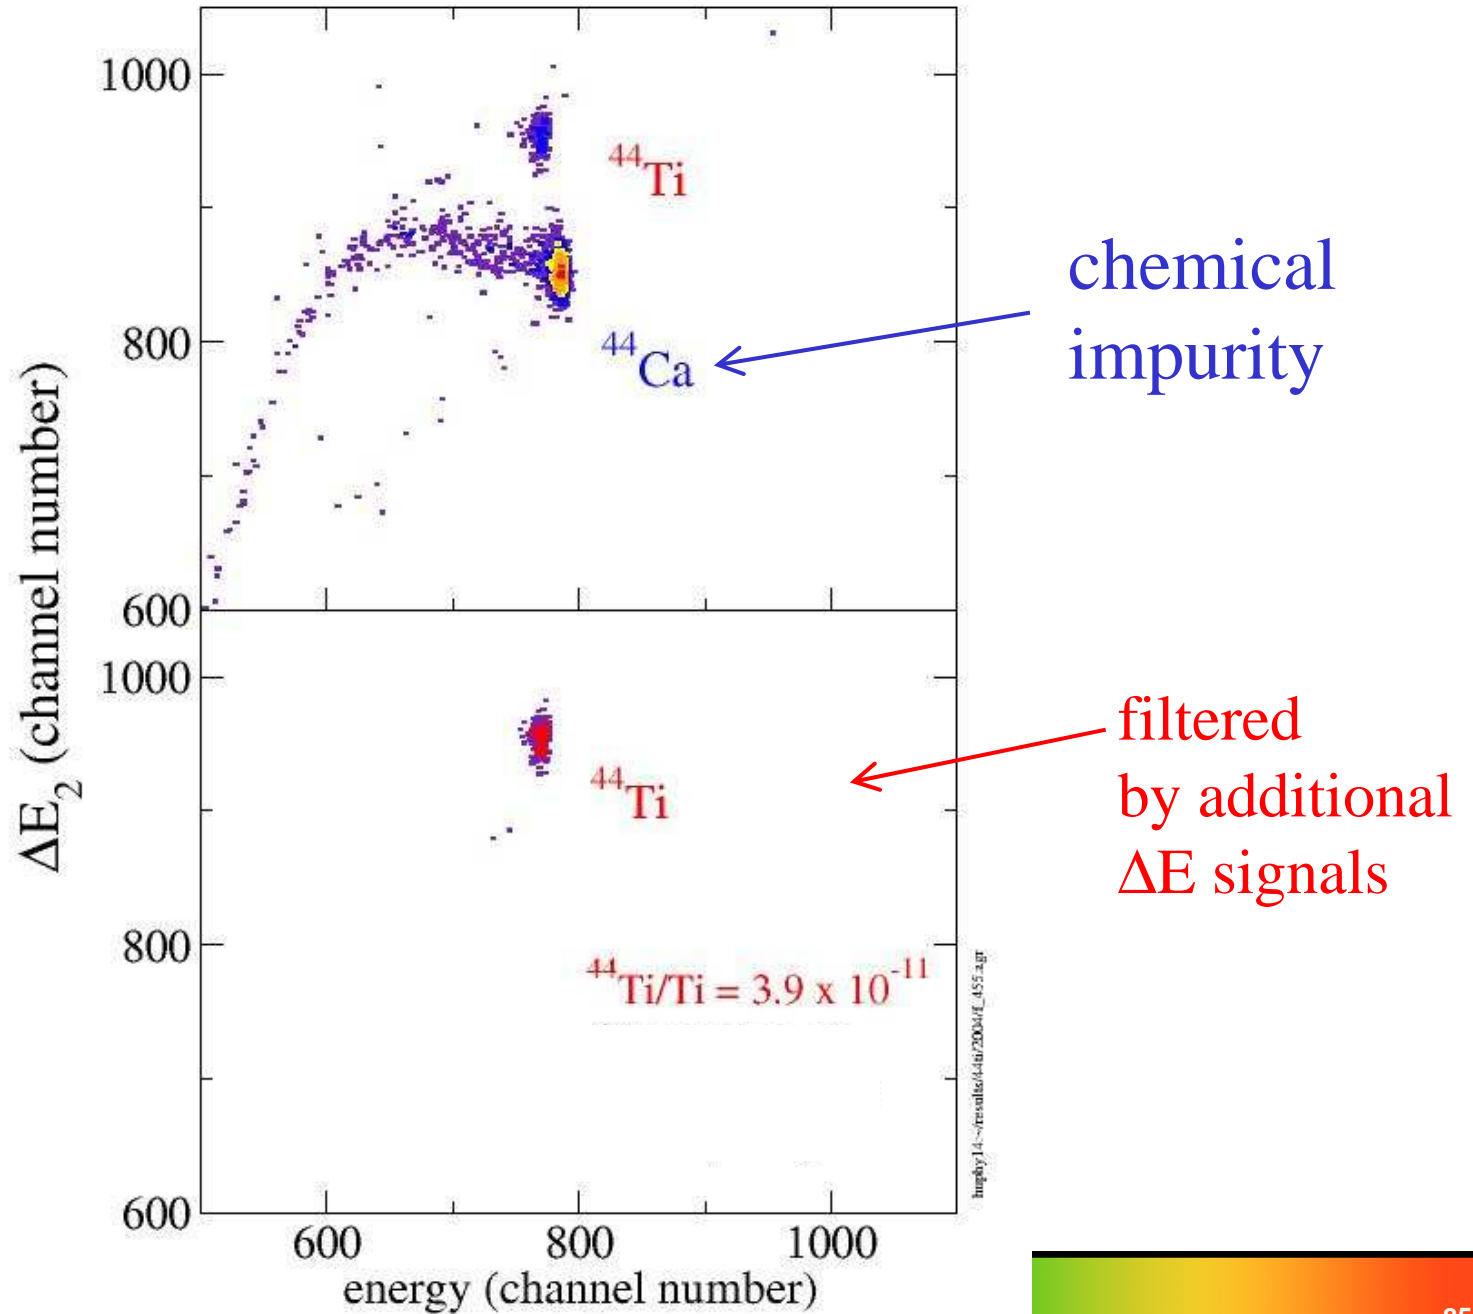 1000
800
600
1000
800
600
600 800 1000
ΔE₂ (channel number)
energy (channel number)
⁴⁴Ti
⁴⁴Ca
⁴⁴Ti
⁴⁴Ti/Ti = 3.9 x 10⁻¹¹
chemical
impurity
filtered
by additional
ΔE signals